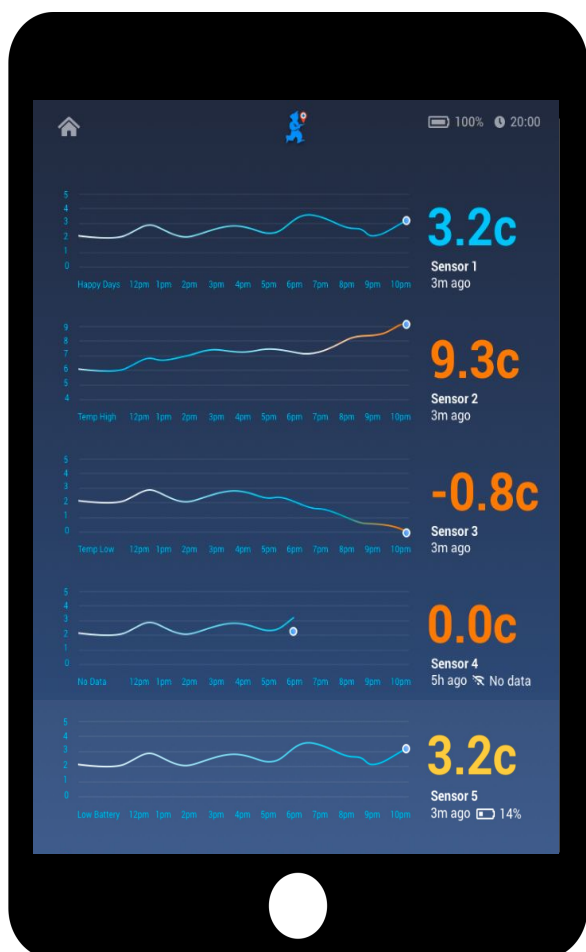 100% 20:00
5
4
3
2
1
0
Happy Days 12pm 1pm 2pm 3pm 4pm 5pm 6pm 7pm 8pm 9pm 10pm
3.2c
Sensor 1
3m ago
9
8
7
6
5
4
Temp High 12pm 1pm 2pm 3pm 4pm 5pm 6pm 7pm 8pm 9pm 10pm
9.3c
Sensor 2
3m ago
5
4
3
2
1
0
Temp Low 12pm 1pm 2pm 3pm 4pm 5pm 6pm 7pm 8pm 9pm 10pm
-0.8c
Sensor 3
3m ago
5
4
3
2
1
0
No Data 12pm 1pm 2pm 3pm 4pm 5pm 6pm 7pm 8pm 9pm 10pm
0.0c
Sensor 4
5h ago No data
5
4
3
2
1
0
Low Battery 12pm 1pm 2pm 3pm 4pm 5pm 6pm 7pm 8pm 9pm 10pm
3.2c
Sensor 5
3m ago 14%